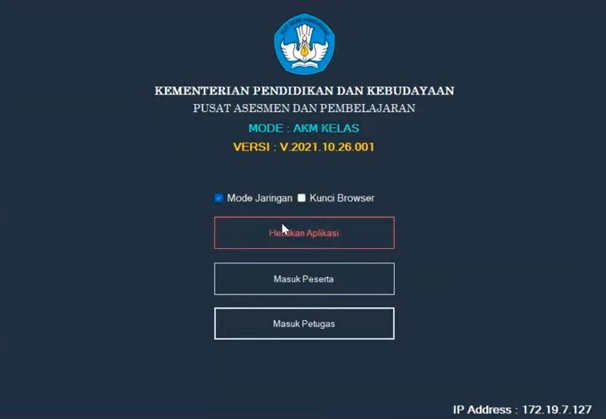 KEMENTERIAN PENDIDIKAN DAN KEBUDAYAAN
PUSAT ASESMEN DAN PEMBELAJARAN
MODE : AKM KELAS
VERSI : V.2021.10.26.001
Mode Jaringan Kunci Browser
Hentikan Aplikasi
Masuk Peserta
Masuk Petugas
IP Address : 172.19.7.127